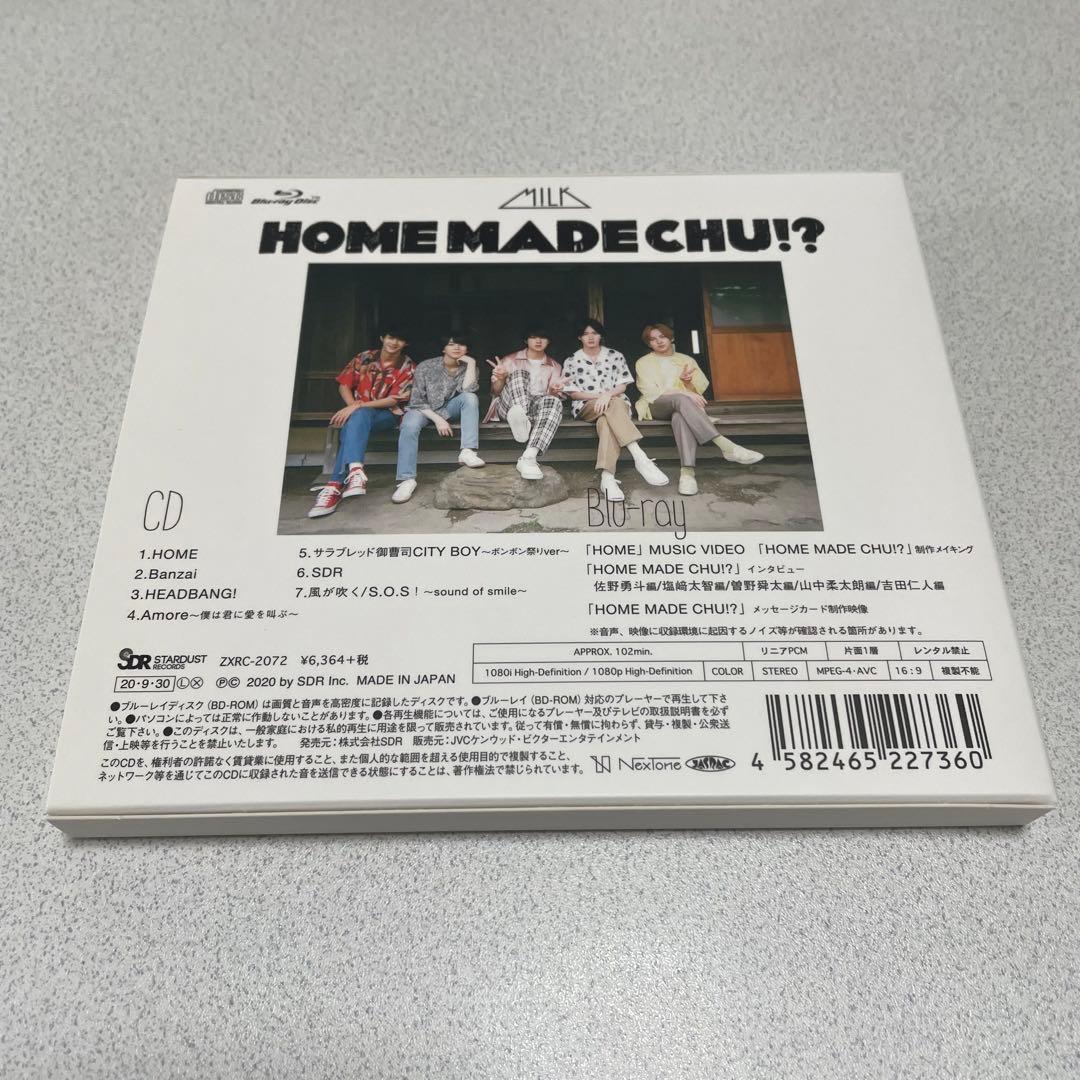 COMPACT disc DIGITAL AUDIO
Blu-ray Disc TM
M!LK
HOME MADE CHU!?
CD
1.HOME
2.Banzai
3.HEADBANG!
4.Amore〜僕は君に愛を叫ぶ〜
5.サラブレッド御曹司CITY BOY〜ボンボン祭りver〜
6.SDR
7.風が吹く/S.O.S！〜sound of smile〜
Blu-ray
「HOME」MUSIC VIDEO 「HOME MADE CHU!?」制作メイキング
「HOME MADE CHU!?」インタビュー
佐野勇斗編/塩﨑太智編/曽野舜太編/山中柔太朗編/吉田仁人編
「HOME MADE CHU!?」メッセージカード制作映像
※音声、映像に収録環境に起因するノイズ等が確認される箇所があります。
SDR STARDUST RECORDS ZXRC-2072 ¥6,364+税
20・9・30 Ⓛ Ⓧ ℗© 2020 by SDR Inc. MADE IN JAPAN
APPROX. 102min. リニアPCM 片面1層 レンタル禁止
1080i High-Definition / 1080p High-Definition COLOR STEREO MPEG-4・AVC 16：9 複製不能
●ブルーレイディスク（BD-ROM）は画質と音声を高密度に記録したディスクです。●ブルーレイ（BD-ROM）対応のプレーヤーで再生して下さ
い。●パソコンによっては正常に作動しないことがあります。●各再生機能については、ご使用になるプレーヤー及びテレビの取扱説明書を必ず
ご覧下さい。●このディスクは、一般家庭における私的再生に用途を限って販売されています。従って有償・無償に拘わらず、貸与・複製・公衆送
信・上映等を行うことを禁止いたします。 発売元：株式会社SDR 販売元：JVCケンウッド・ビクターエンタテインメント
このCDを、権利者の許諾なく賃貸業に使用すること、また個人的な範囲を超える使用目的で複製すること、
ネットワーク等を通じてこのCDに収録された音を送信できる状態にすることは、著作権法で禁じられています。
NexTone JASRAC
4 582465 227360